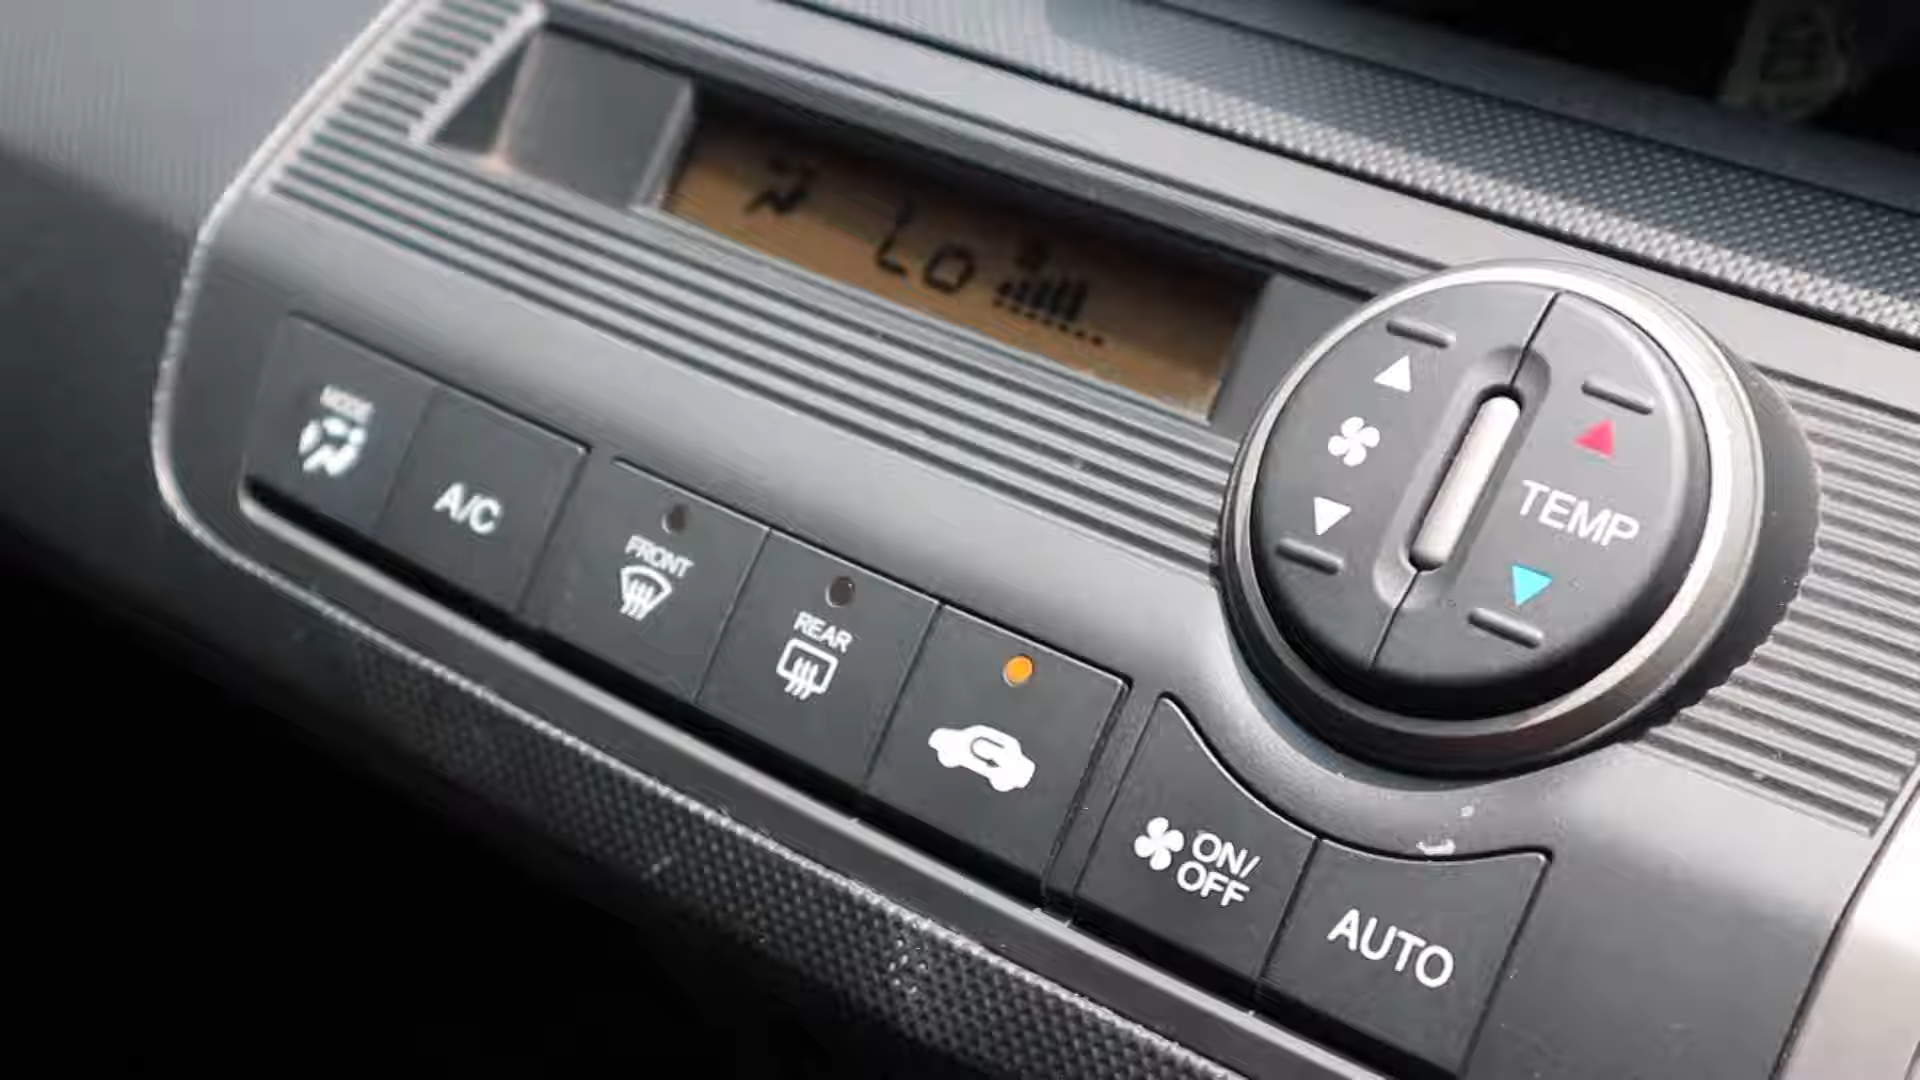 Lo
MODE
A/C
FRONT
REAR
TEMP
ON/
OFF
AUTO